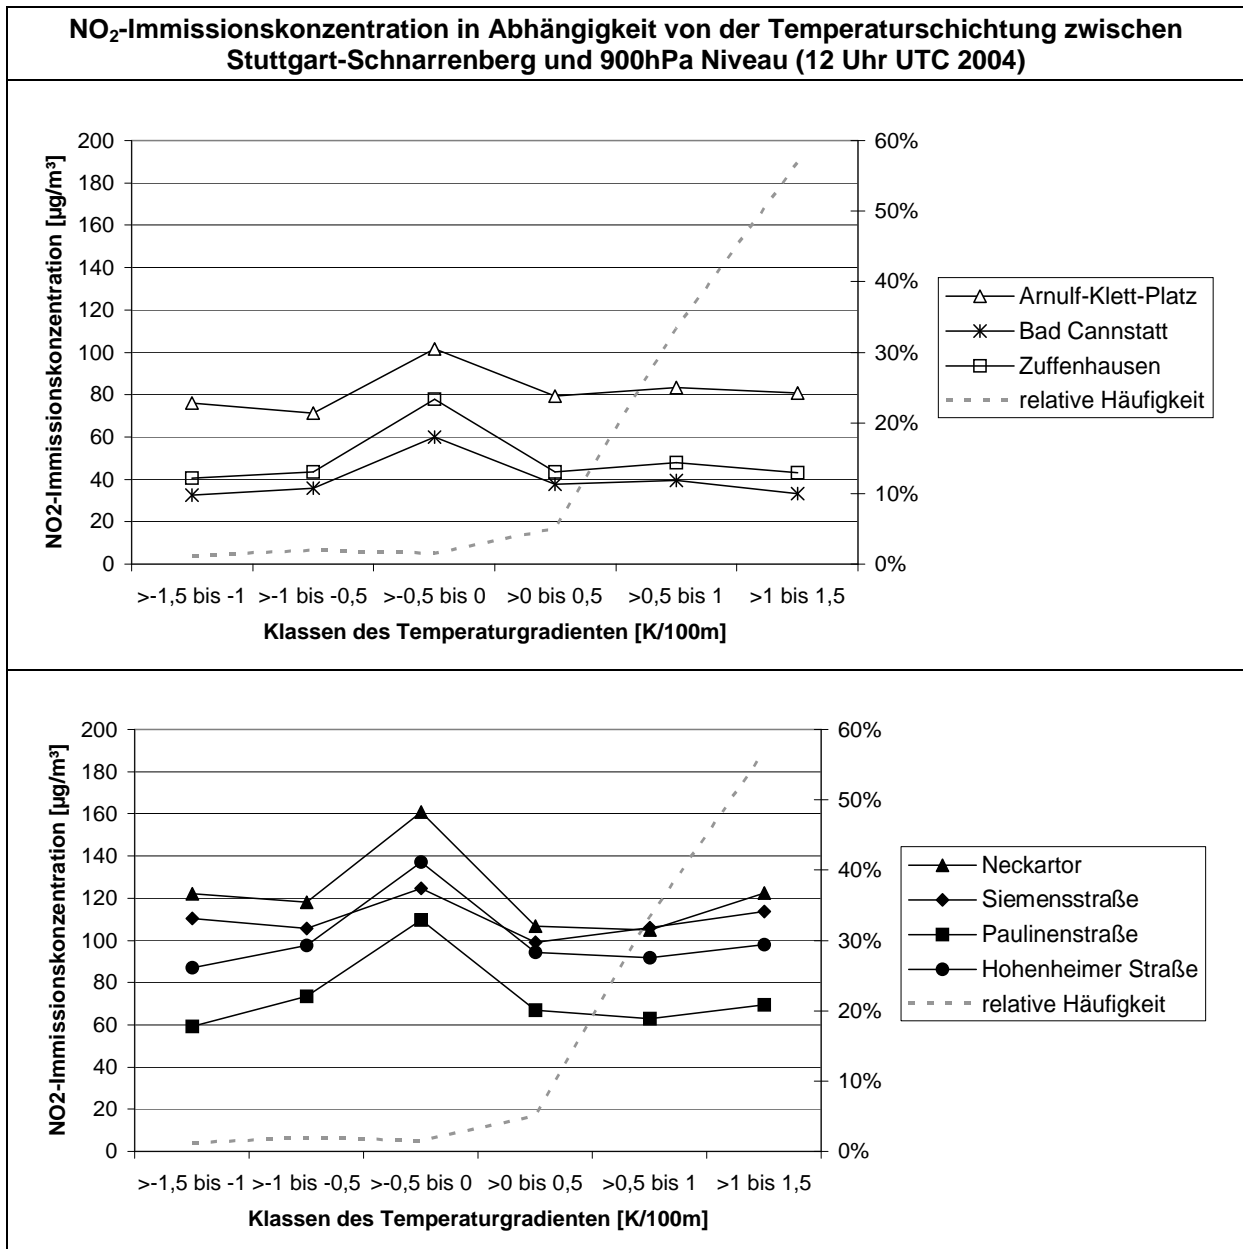 NO₂-Immissionskonzentration in Abhängigkeit von der Temperaturschichtung zwischen
Stuttgart-Schnarrenberg und 900hPa Niveau (12 Uhr UTC 2004)
NO2-Immissionskonzentration [µg/m³]
200
180
160
140
120
100
80
60
40
20
0
60%
50%
40%
30%
20%
10%
0%
>-1,5 bis -1 >-1 bis -0,5 >-0,5 bis 0 >0 bis 0,5 >0,5 bis 1 >1 bis 1,5
Klassen des Temperaturgradienten [K/100m]
Arnulf-Klett-Platz
Bad Cannstatt
Zuffenhausen
relative Häufigkeit
NO2-Immissionskonzentration [µg/m³]
200
180
160
140
120
100
80
60
40
20
0
60%
50%
40%
30%
20%
10%
0%
>-1,5 bis -1 >-1 bis -0,5 >-0,5 bis 0 >0 bis 0,5 >0,5 bis 1 >1 bis 1,5
Klassen des Temperaturgradienten [K/100m]
Neckartor
Siemensstraße
Paulinenstraße
Hohenheimer Straße
relative Häufigkeit